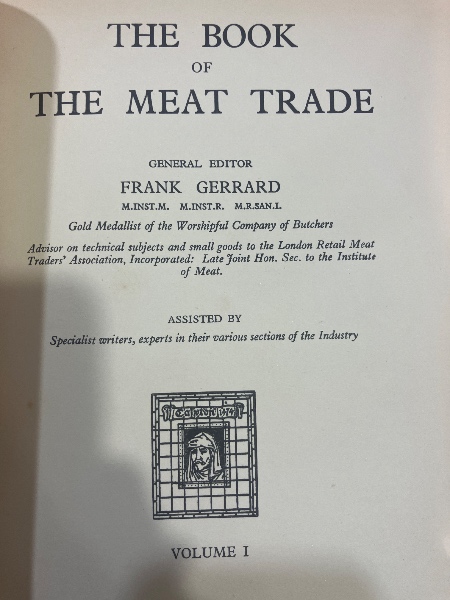 THE BOOK
OF
THE MEAT TRADE
GENERAL EDITOR
FRANK GERRARD
M.INST.M. M.INST.R. M.R.SAN.I.
Gold Medallist of the Worshipful Company of Butchers
Advisor on technical subjects and small goods to the London Retail Meat
Traders' Association, Incorporated: Late Joint Hon. Sec. to the Institute
of Meat.
ASSISTED BY
Specialist writers, experts in their various sections of the Industry
VOLUME I